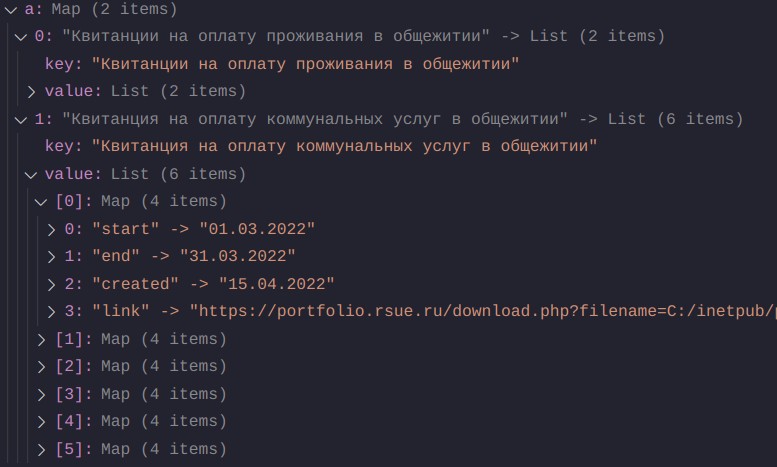 a: Map (2 items)
0: "Квитанции на оплату проживания в общежитии" -> List (2 items)
key: "Квитанции на оплату проживания в общежитии"
value: List (2 items)
1: "Квитанция на оплату коммунальных услуг в общежитии" -> List (6 items)
key: "Квитанция на оплату коммунальных услуг в общежитии"
value: List (6 items)
[0]: Map (4 items)
0: "start" -> "01.03.2022"
1: "end" -> "31.03.2022"
2: "created" -> "15.04.2022"
3: "link" -> "https://portfolio.rsue.ru/download.php?filename=C:/inetpub/
[1]: Map (4 items)
[2]: Map (4 items)
[3]: Map (4 items)
[4]: Map (4 items)
[5]: Map (4 items)